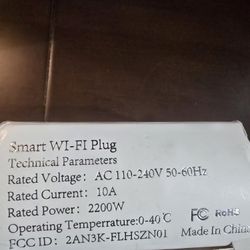 Smart WI-FI Plug
Technical Parameters
Rated Voltage: AC 110-240V 50-60Hz
Rated Current: 10A
Rated Power: 2200W
Operating Temperrature:0-40℃ FC RoHS
FCC ID: 2AN3K-FLHSZN01 Made In China